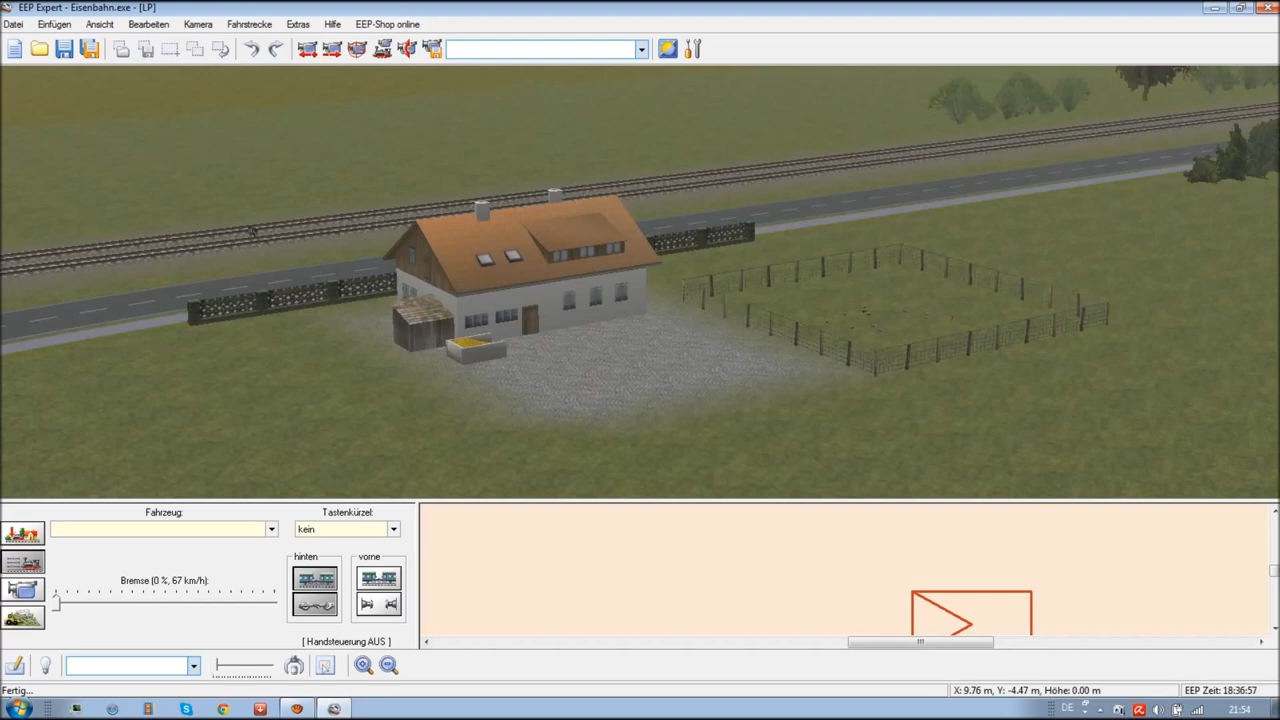 EEP Expert - Eisenbahn.exe - [LP]
Datei Einfügen Ansicht Bearbeiten Kamera Fahrstrecke Extras Hilfe EEP-Shop online
Fahrzeug: Tastenkürzel:
kein
hinten vorne
Bremse (0 %, 67 km/h):
[ Handsteuerung AUS ]
Fertig... X: 9.76 m, Y: -4.47 m, Höhe: 0.00 m EEP Zeit: 18:36:57
DE 21:54